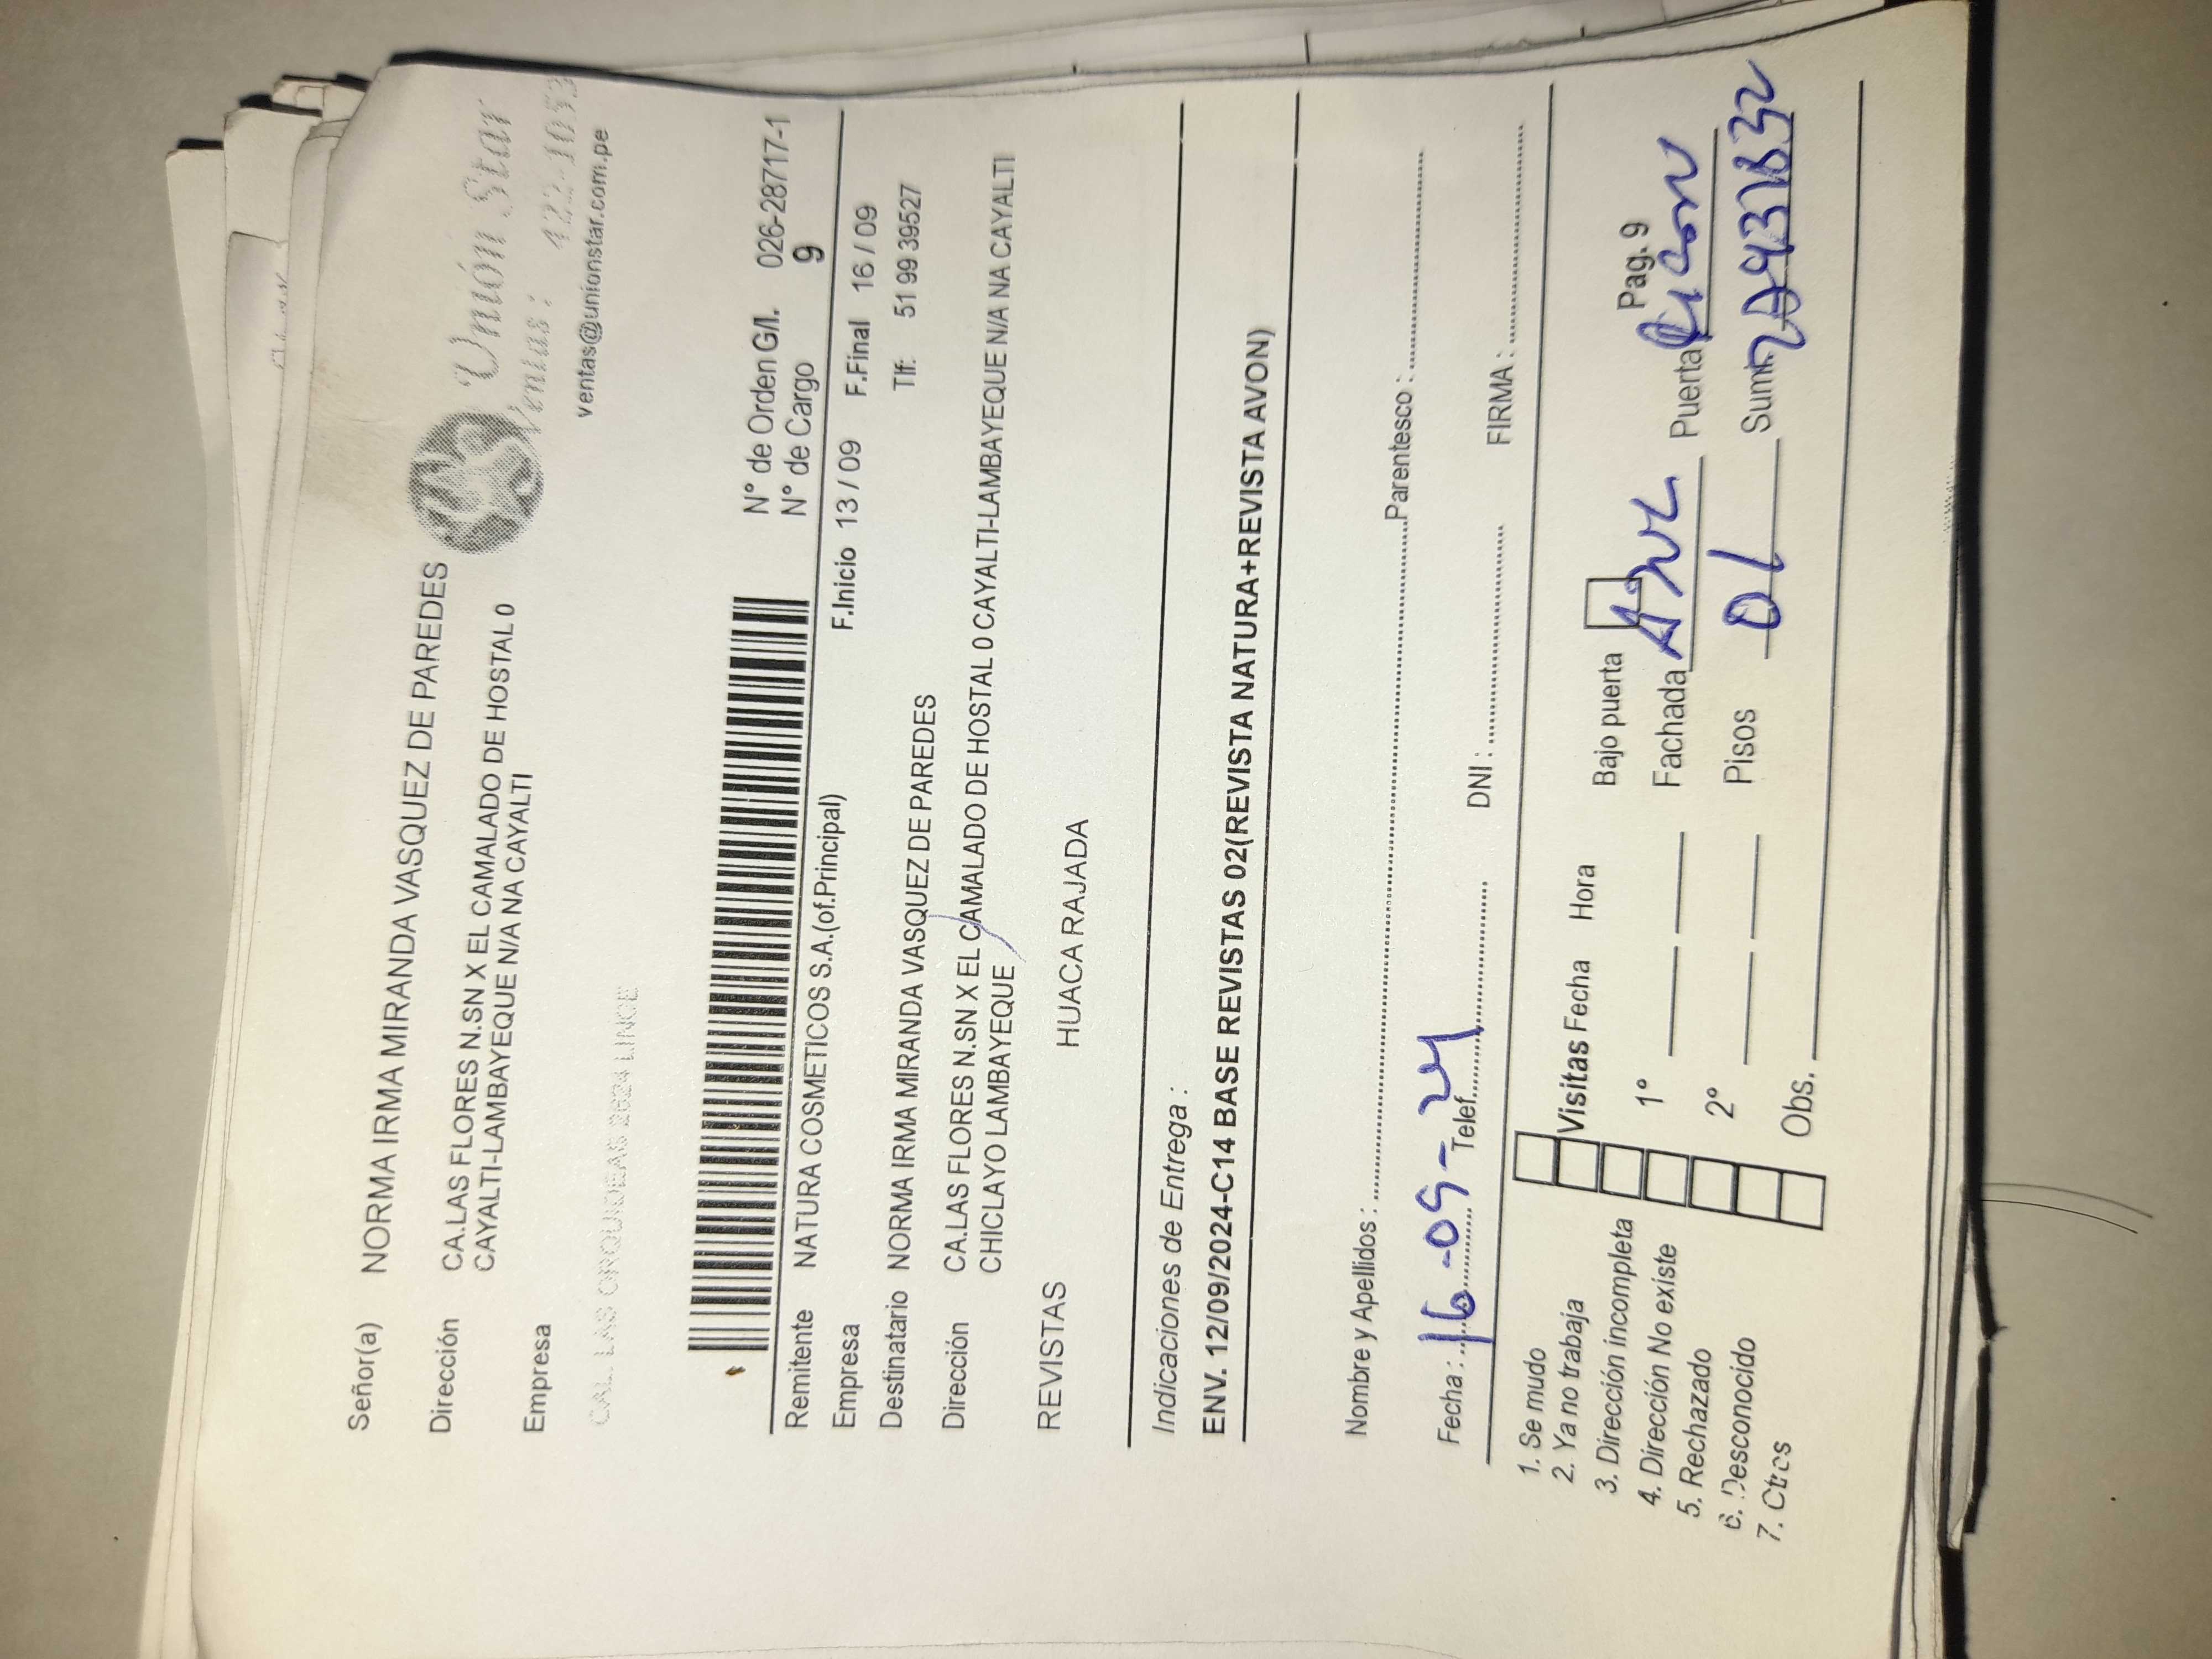 Señor(a) NORMA IRMA MIRANDA VASQUEZ DE PAREDES
Unión Star
Ventas : 422-1053
ventas@unionstar.com.pe
Dirección CA.LAS FLORES N.SN X EL CAMALADO DE HOSTAL 0
CAYALTI-LAMBAYEQUE N/A NA CAYALTI
Empresa
CAL. LAS ORQUIDEAS 2624 LINCE
N° de Orden G/I. 026-28717-1
N° de Cargo 9
Remitente NATURA COSMETICOS S.A.(of.Principal)
F.Inicio 13 / 09 F.Final 16 / 09
Empresa
Tlf: 51 99 39527
Destinatario NORMA IRMA MIRANDA VASQUEZ DE PAREDES
Dirección CA.LAS FLORES N.SN X EL CAMALADO DE HOSTAL 0 CAYALTI-LAMBAYEQUE N/A NA CAYALTI
CHICLAYO LAMBAYEQUE
REVISTAS HUACA RAJADA
Indicaciones de Entrega :
ENV. 12/09/2024-C14 BASE REVISTAS 02(REVISTA NATURA+REVISTA AVON)
Nombre y Apellidos : Parentesco :
Fecha : 16-09-24 Telef. DNI : FIRMA :
1. Se mudo
2. Ya no trabaja
3. Dirección incompleta
4. Dirección No existe
5. Rechazado
6. Desconocido
7. Otros
Visitas Fecha Hora Bajo puerta
Pag. 9
1° Fachada Azul Puerta
2° Pisos 01 Sumn.
Obs.